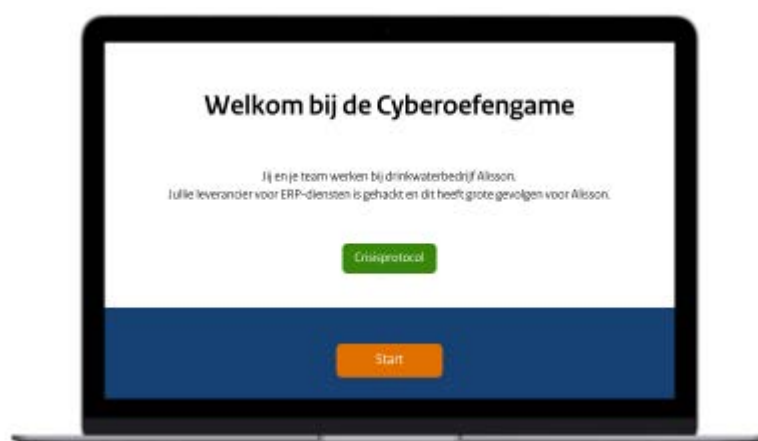 Welkom bij de Cyberoefengame
Jij en je team werken bij drinkwaterbedrijf Alisson.
Jullie leverancier voor ERP-diensten is gehackt en dit heeft grote gevolgen voor Alisson.
Crisisprotocol
Start